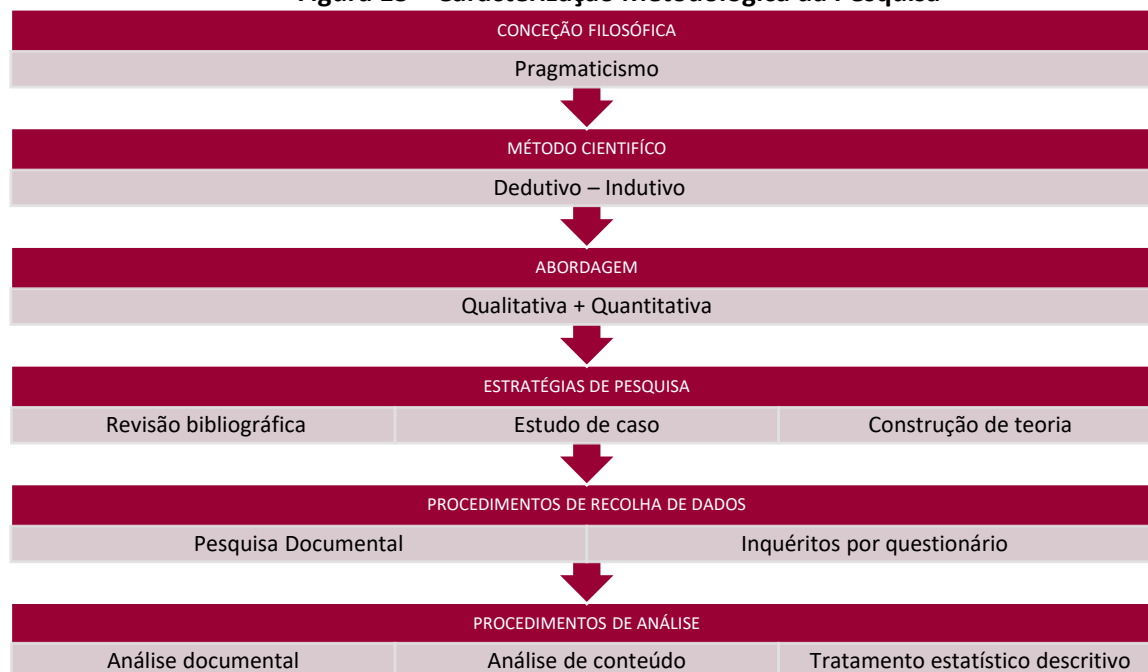 CONCEÇÃO FILOSÓFICA
Pragmaticismo
MÉTODO CIENTIFÍCO
Dedutivo – Indutivo
ABORDAGEM
Qualitativa + Quantitativa
ESTRATÉGIAS DE PESQUISA
Revisão bibliográfica Estudo de caso Construção de teoria
PROCEDIMENTOS DE RECOLHA DE DADOS
Pesquisa Documental Inquéritos por questionário
PROCEDIMENTOS DE ANÁLISE
Análise documental Análise de conteúdo Tratamento estatístico descritivo